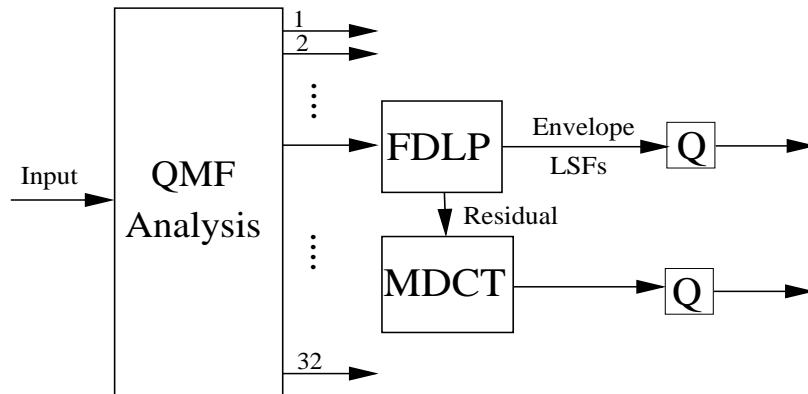 1
2
FDLP
Envelope
LSFs
Q
Input
QMF
Analysis
Residual
MDCT
Q
32